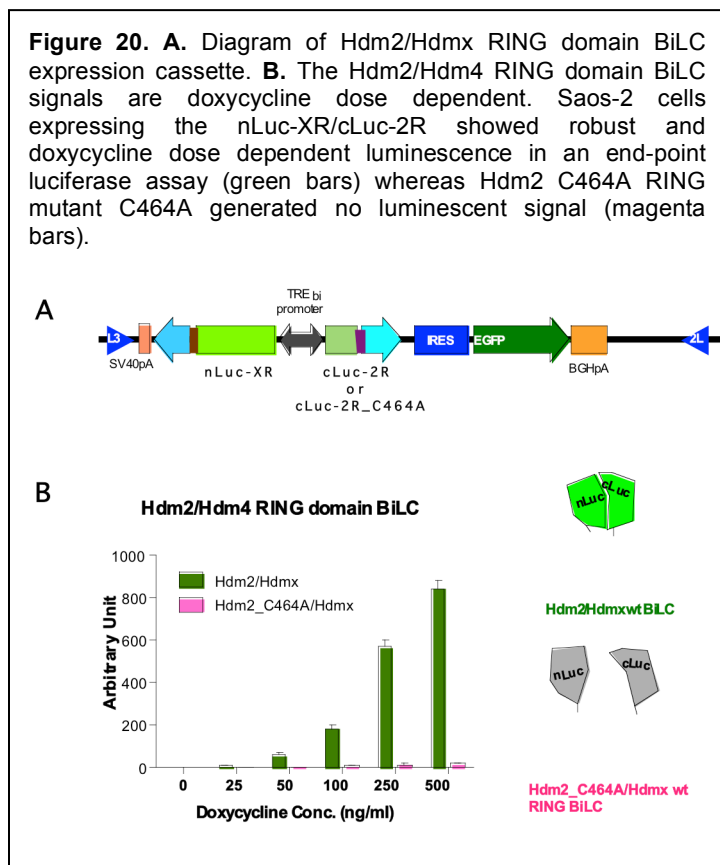 Figure 20. A. Diagram of Hdm2/Hdmx RING domain BiLC
expression cassette. B. The Hdm2/Hdm4 RING domain BiLC
signals are doxycycline dose dependent. Saos-2 cells
expressing the nLuc-XR/cLuc-2R showed robust and
doxycycline dose dependent luminescence in an end-point
luciferase assay (green bars) whereas Hdm2 C464A RING
mutant C464A generated no luminescent signal (magenta
bars).
A
TRE bi
promoter
L3
IRES
EGFP
2L
SV40pA
nLuc-XR
cLuc-2R
or
cLuc-2R_C464A
BGHpA
B
Hdm2/Hdm4 RING domain BiLC
Arbitrary Unit
1000
800
600
400
200
0
Hdm2/Hdmx
Hdm2_C464A/Hdmx
0 25 50 100 250 500
Doxycycline Conc. (ng/ml)
nLuc
cLuc
Hdm2/Hdmxwt BiLC
nLuc
cLuc
Hdm2_C464A/Hdmx wt
RING BiLC